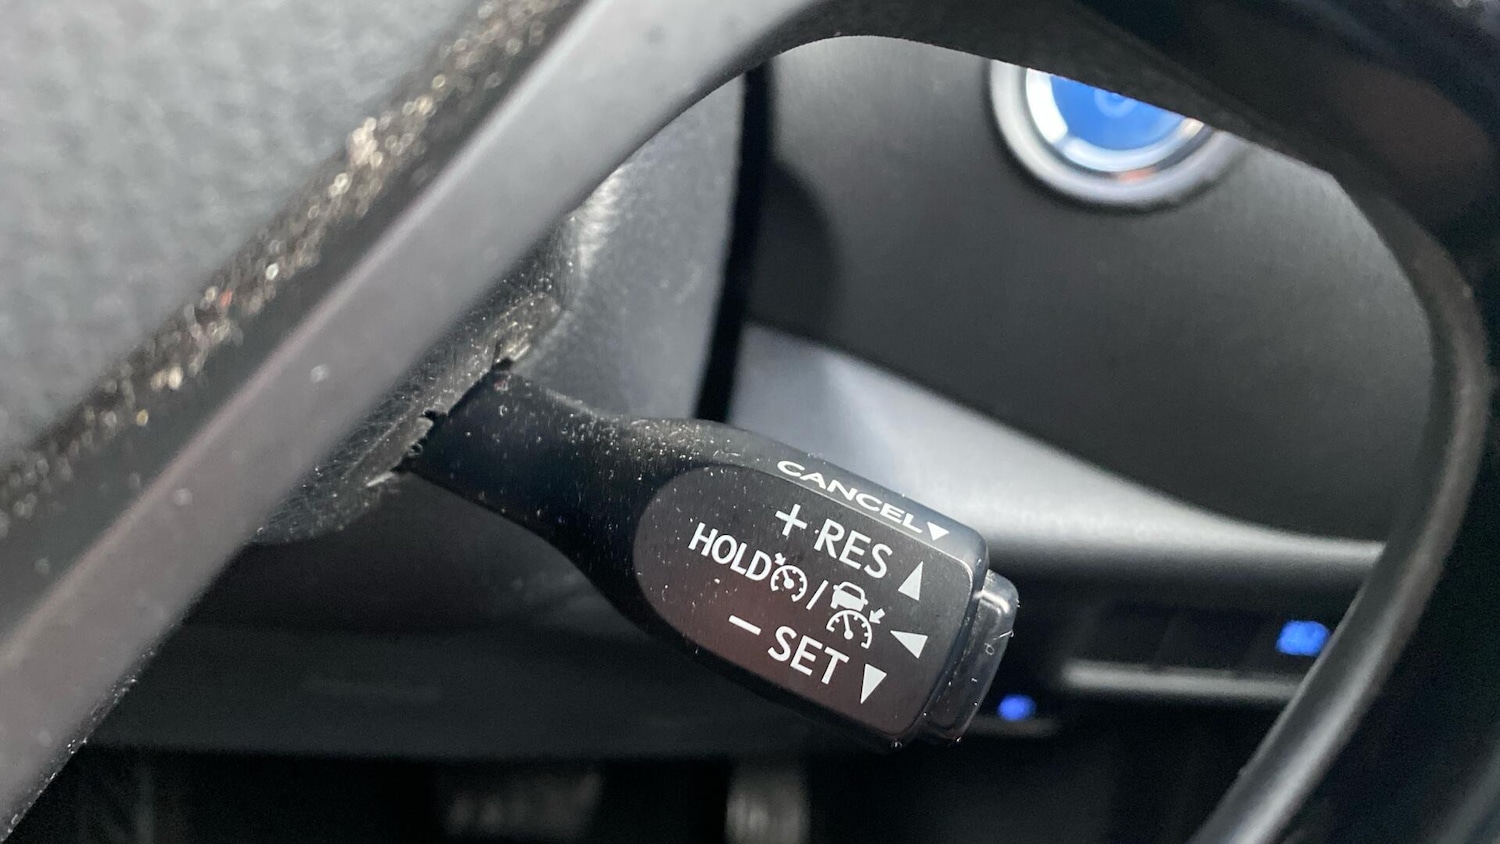 CANCEL▼
+ RES ▲
HOLD / ◀
− SET ▼